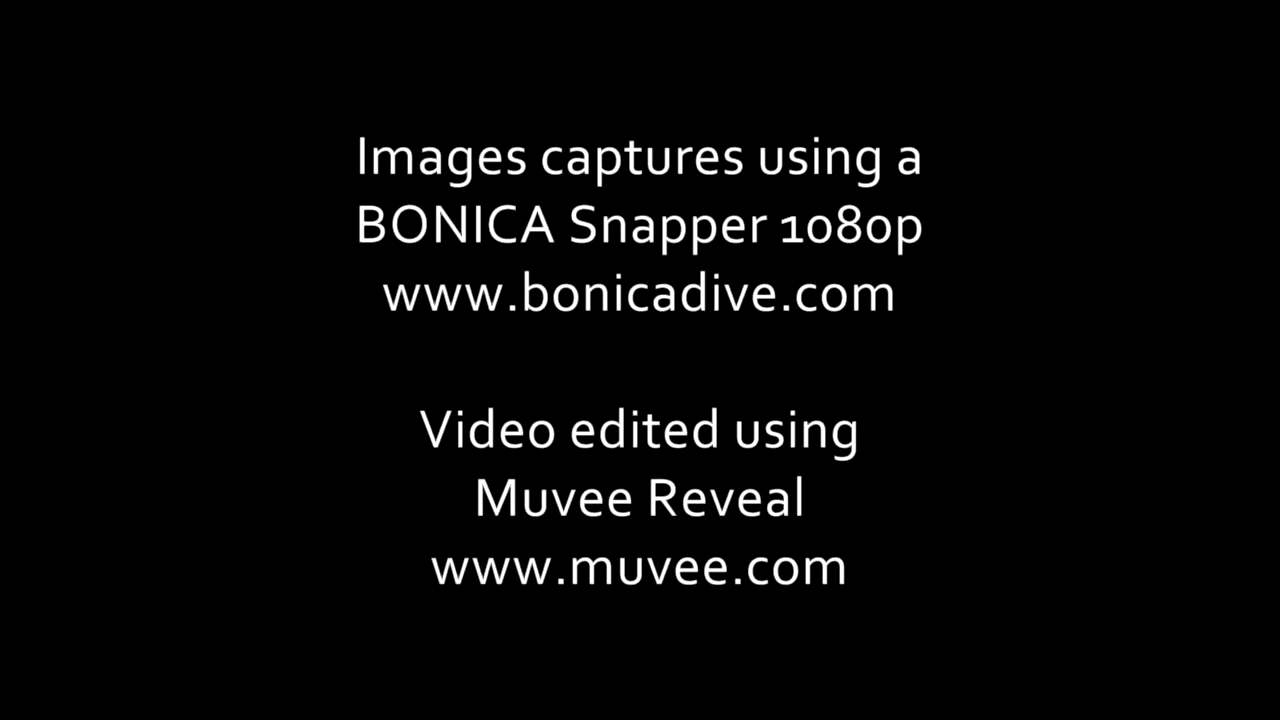 Images captures using a
BONICA Snapper 1080p
www.bonicadive.com
Video edited using
Muvee Reveal
www.muvee.com